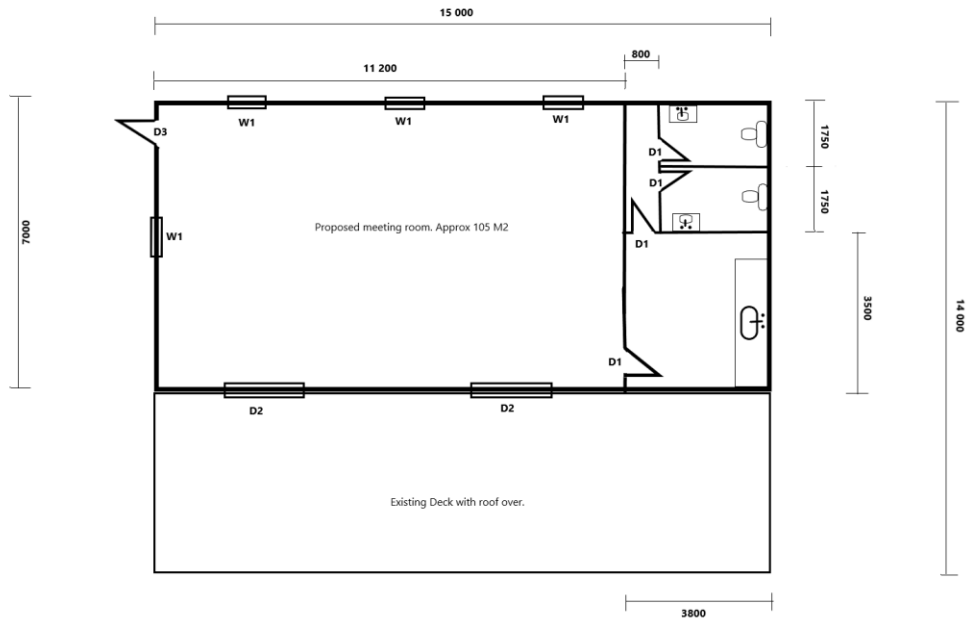 15 000
800
11 200
W1
W1
W1
D3
D1
1750
D1
1750
7000
W1
Proposed meeting room. Approx 105 M2
D1
3500
14 000
D1
D2
D2
Existing Deck with roof over.
3800